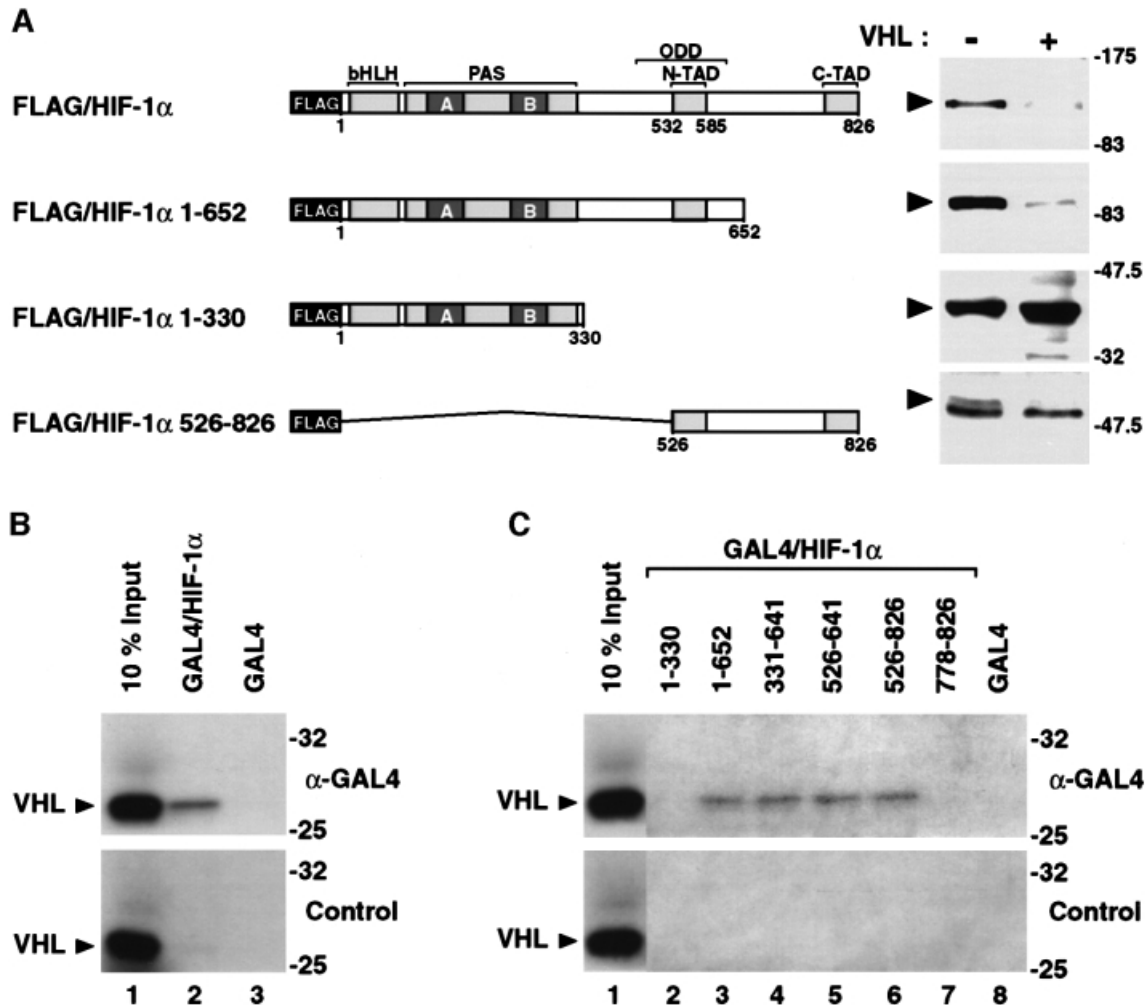 A
VHL : - +
-175
ODD
bHLH PAS N-TAD C-TAD
FLAG/HIF-1α FLAG A B
1 532 585 826
-83
FLAG/HIF-1α 1-652 FLAG A B
1 652
-83
-47.5
FLAG/HIF-1α 1-330 FLAG A B
1 330
-32
FLAG/HIF-1α 526-826 FLAG
526 826
-47.5
B
10 % Input
GAL4/HIF-1α
GAL4
-32
α-GAL4
VHL
-25
-32
Control
VHL
-25
1 2 3
C
GAL4/HIF-1α
10 % Input
1-330
1-652
331-641
526-641
526-826
778-826
GAL4
-32
α-GAL4
VHL
-25
-32
Control
VHL
-25
1 2 3 4 5 6 7 8